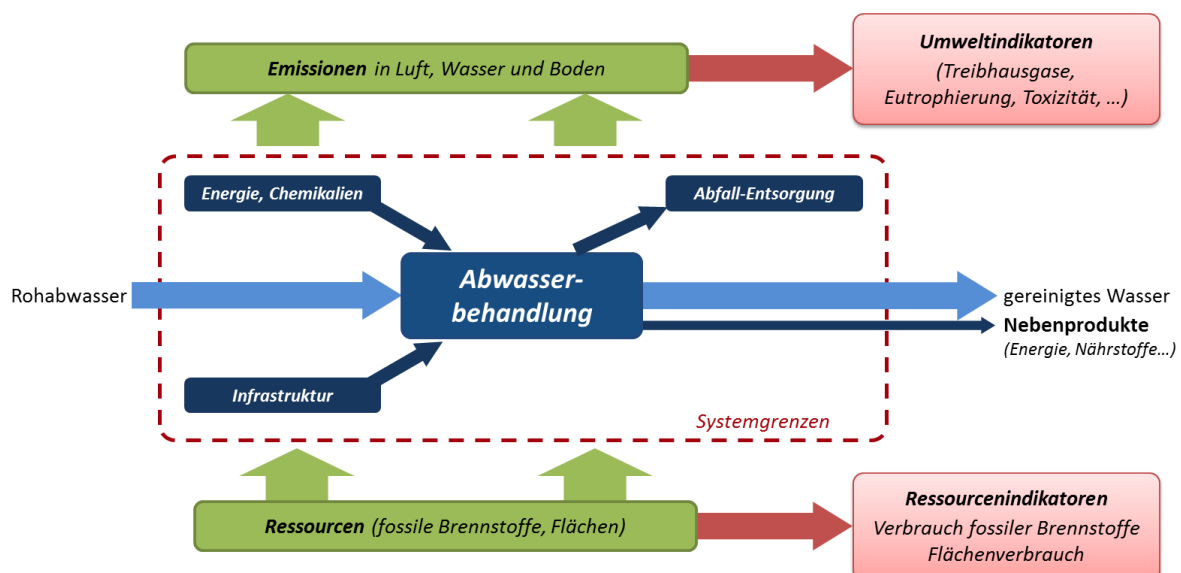 Emissionen in Luft, Wasser und Boden
Umweltindikatoren
(Treibhausgase,
Eutrophierung, Toxizität, ...)
Energie, Chemikalien
Abfall-Entsorgung
Rohabwasser
Abwasser-
behandlung
gereinigtes Wasser
Nebenprodukte
(Energie, Nährstoffe...)
Infrastruktur
Systemgrenzen
Ressourcen (fossile Brennstoffe, Flächen)
Ressourcenindikatoren
Verbrauch fossiler Brennstoffe
Flächenverbrauch